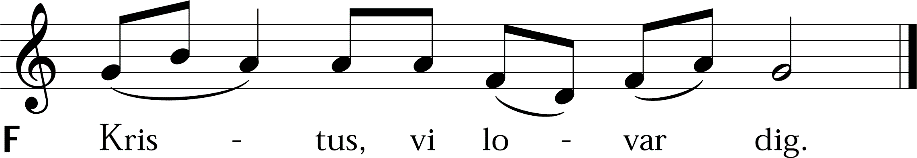 F Kris - tus, vi lo - var dig.